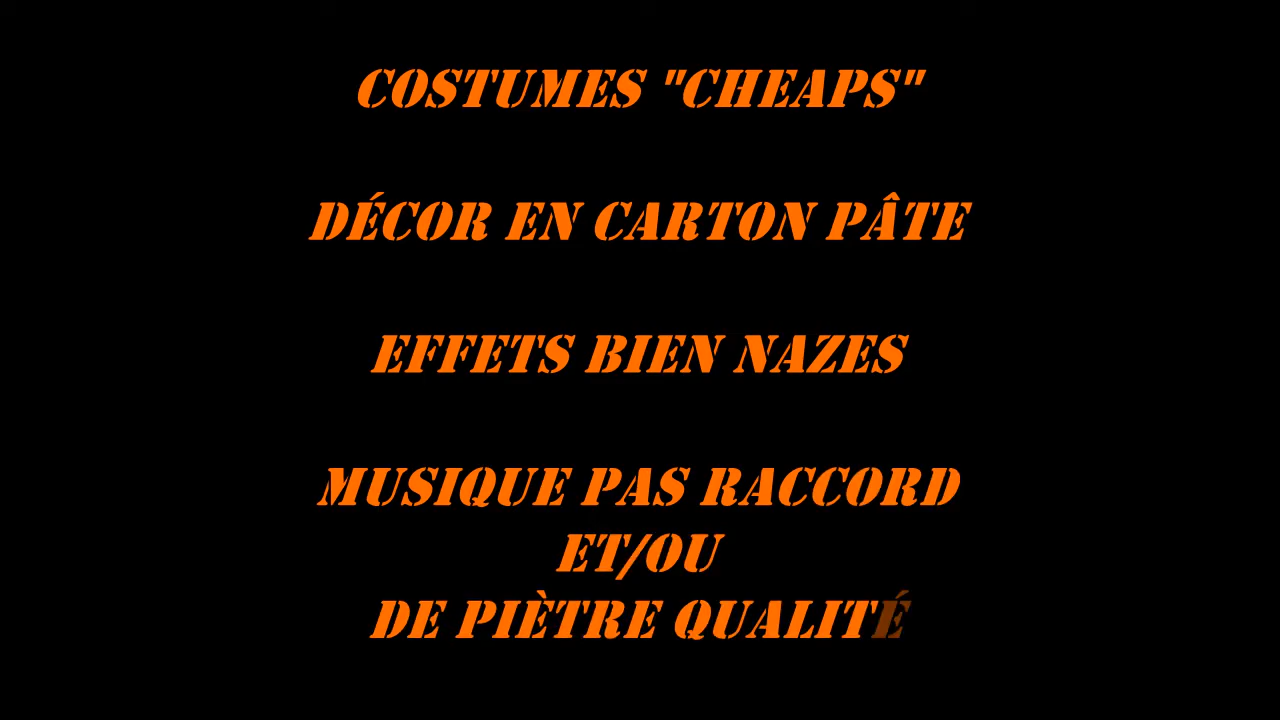 COSTUMES "CHEAPS"
DÉCOR EN CARTON PÂTE
EFFETS BIEN NAZES
MUSIQUE PAS RACCORD
ET/OU
DE PIÈTRE QUALITÉ